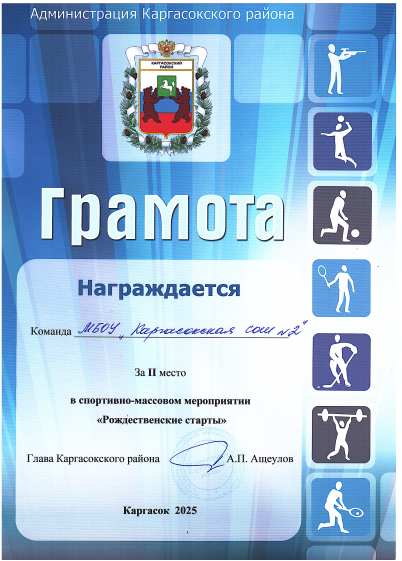 Администрация Каргасокского района
КАРГАСОКСКИЙ
РАЙОН
Грамота
Награждается
Команда МБОУ „Каргасокская сош №2"
За II место
в спортивно-массовом мероприятии
«Рождественские старты»
Глава Каргасокского района А.П. Ащеулов
Каргасок 2025